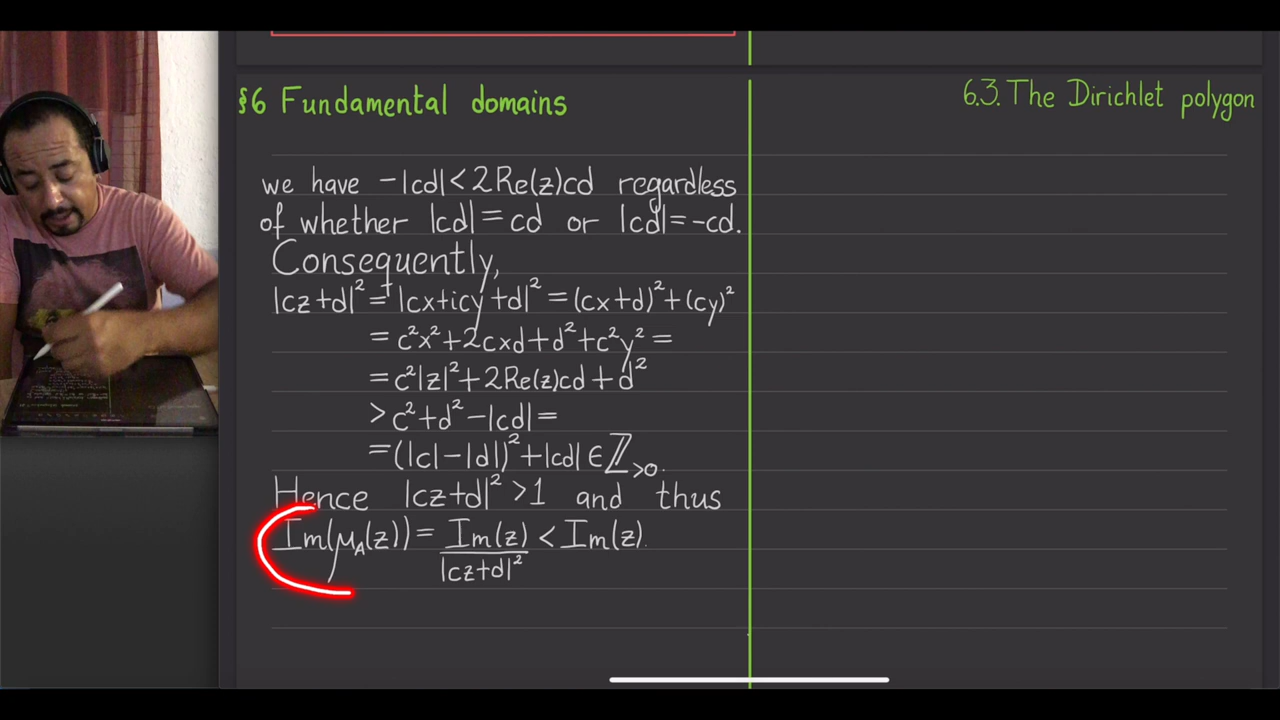 §6 Fundamental domains
6.3. The Dirichlet polygon
we have -|cd| < 2Re(z)cd regardless
of whether |cd| = cd or |cd| = -cd.
Consequently,
|cz+d|² = |cx+icy+d|² = (cx+d)²+(cy)²
= c²x²+2cxd+d²+c²y² =
= c²|z|²+2Re(z)cd+d²
> c²+d²-|cd| =
= (|c|-|d|)²+|cd| ∈ ℤ>0.
Hence |cz+d|² > 1 and thus
Im(μ_A(z)) = Im(z)/|cz+d|² < Im(z).